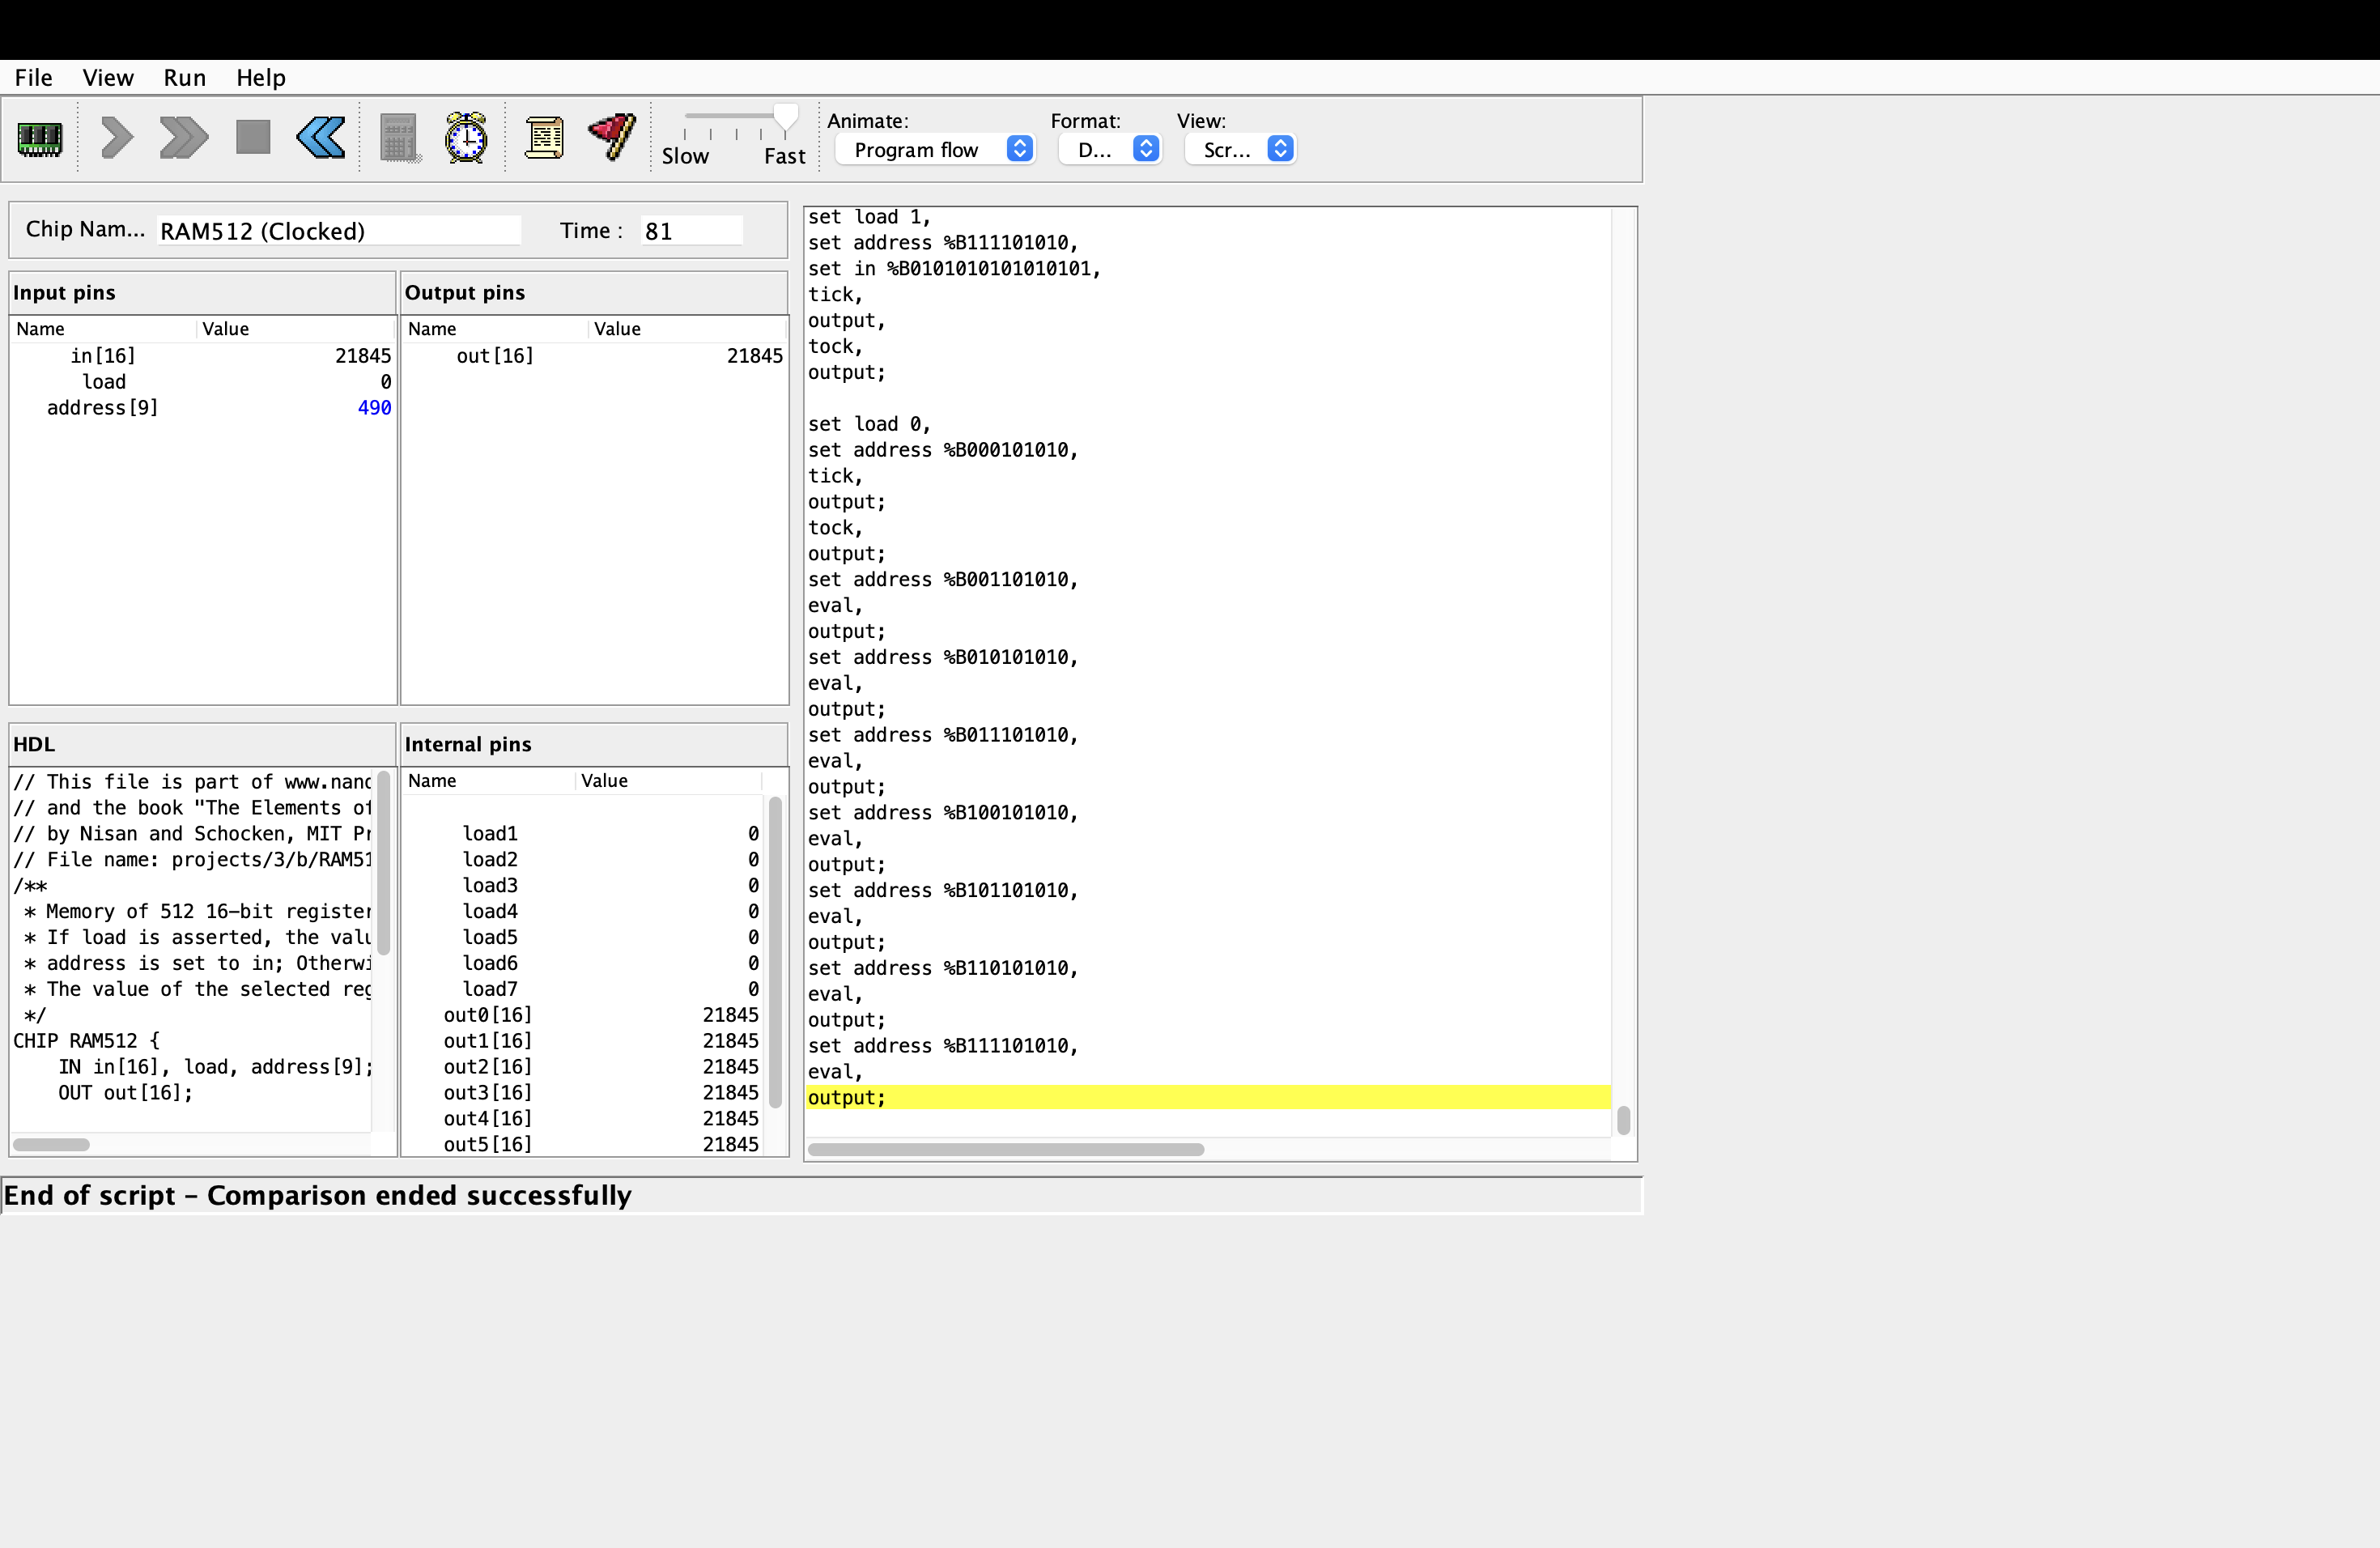 File View Run Help
Slow Fast
Animate: Format: View:
Program flow D... Scr...
Chip Nam... RAM512 (Clocked) Time : 81
Input pins
Name Value
in[16] 21845
load 0
address[9] 490
Output pins
Name Value
out[16] 21845
HDL
// This file is part of www.nand
// and the book "The Elements of
// by Nisan and Schocken, MIT Pr
// File name: projects/3/b/RAM51
/**
* Memory of 512 16-bit register
* If load is asserted, the valu
* address is set to in; Otherwi
* The value of the selected reg
*/
CHIP RAM512 {
IN in[16], load, address[9];
OUT out[16];
Internal pins
Name Value
load1 0
load2 0
load3 0
load4 0
load5 0
load6 0
load7 0
out0[16] 21845
out1[16] 21845
out2[16] 21845
out3[16] 21845
out4[16] 21845
out5[16] 21845
set load 1,
set address %B111101010,
set in %B0101010101010101,
tick,
output,
tock,
output;
set load 0,
set address %B000101010,
tick,
output;
tock,
output;
set address %B001101010,
eval,
output;
set address %B010101010,
eval,
output;
set address %B011101010,
eval,
output;
set address %B100101010,
eval,
output;
set address %B101101010,
eval,
output;
set address %B110101010,
eval,
output;
set address %B111101010,
eval,
output;
End of script – Comparison ended successfully